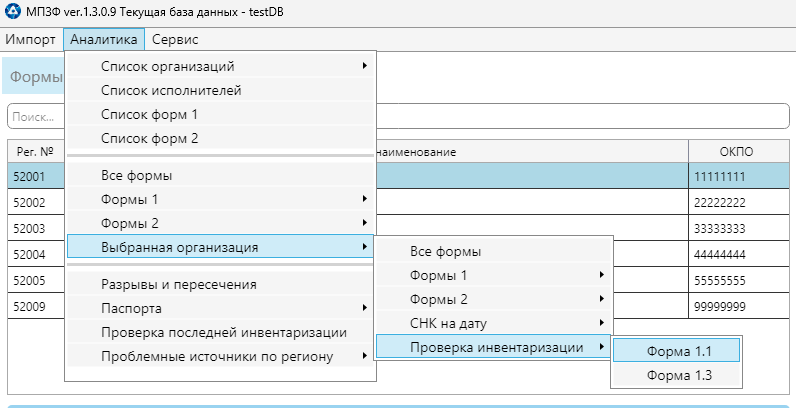 МПЗФ ver.1.3.0.9 Текущая база данных - testDB
Импорт Аналитика Сервис
Формы
Поиск...
Рег. № наименование ОКПО
52001 11111111
52002 22222222
52003 33333333
52004 44444444
52005 55555555
52009 99999999
Список организаций
Список исполнителей
Список форм 1
Список форм 2
Все формы
Формы 1
Формы 2
Выбранная организация
Разрывы и пересечения
Паспорта
Проверка последней инвентаризации
Проблемные источники по региону
Все формы
Формы 1
Формы 2
СНК на дату
Проверка инвентаризации
Форма 1.1
Форма 1.3